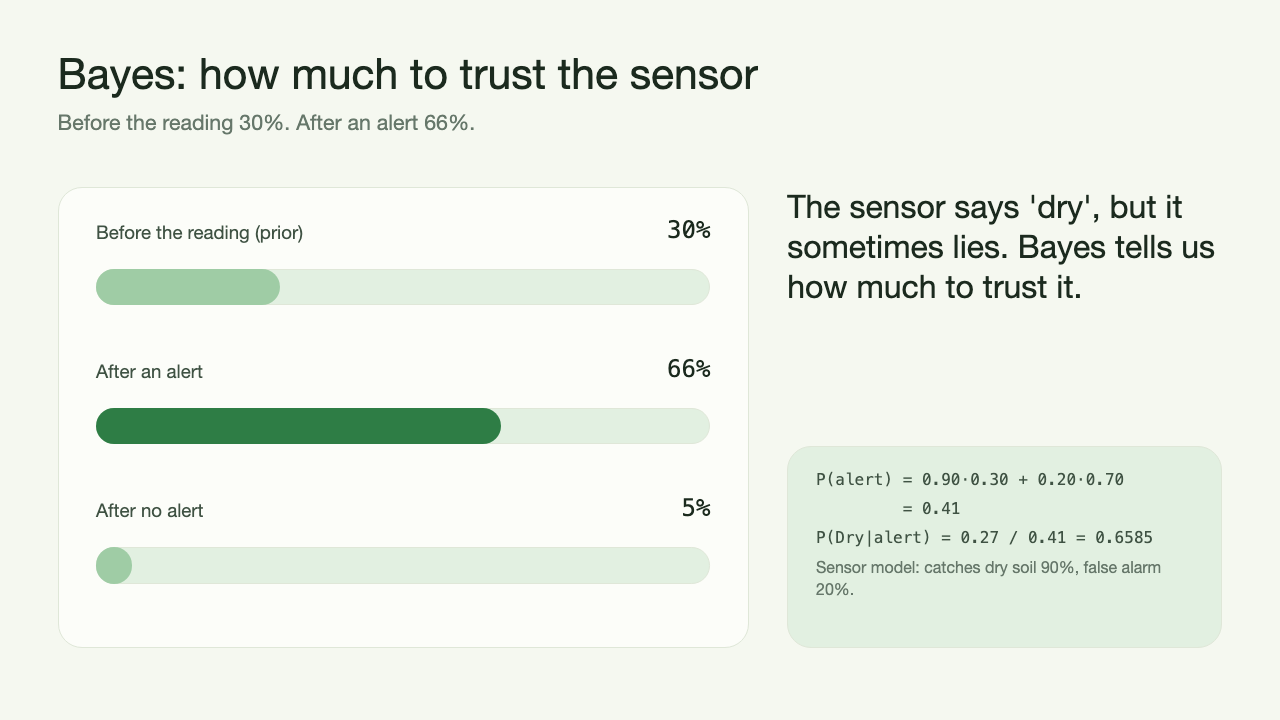 Bayes: how much to trust the sensor
Before the reading 30%. After an alert 66%.
Before the reading (prior) 30%
After an alert 66%
After no alert 5%
The sensor says 'dry', but it
sometimes lies. Bayes tells us
how much to trust it.
P(alert) = 0.90·0.30 + 0.20·0.70
= 0.41
P(Dry|alert) = 0.27 / 0.41 = 0.6585
Sensor model: catches dry soil 90%, false alarm
20%.